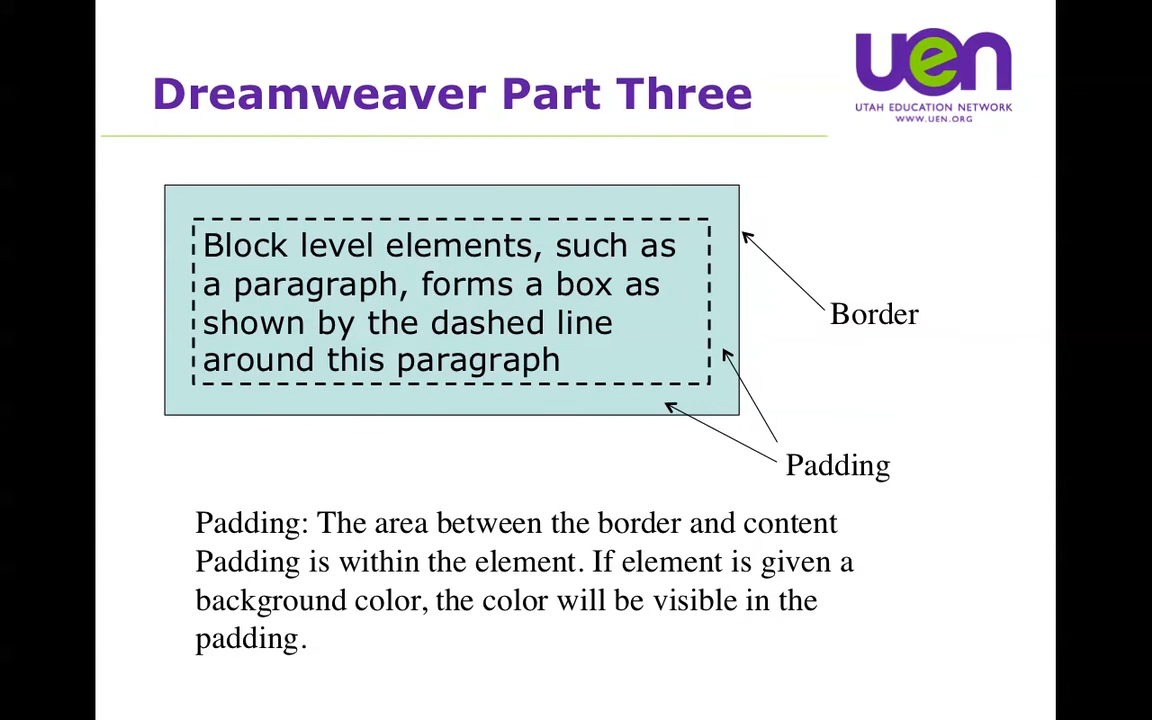 Dreamweaver Part Three
uen
UTAH EDUCATION NETWORK
WWW.UEN.ORG
Block level elements, such as
a paragraph, forms a box as
shown by the dashed line
around this paragraph
Border
Padding
Padding: The area between the border and content
Padding is within the element. If element is given a
background color, the color will be visible in the
padding.